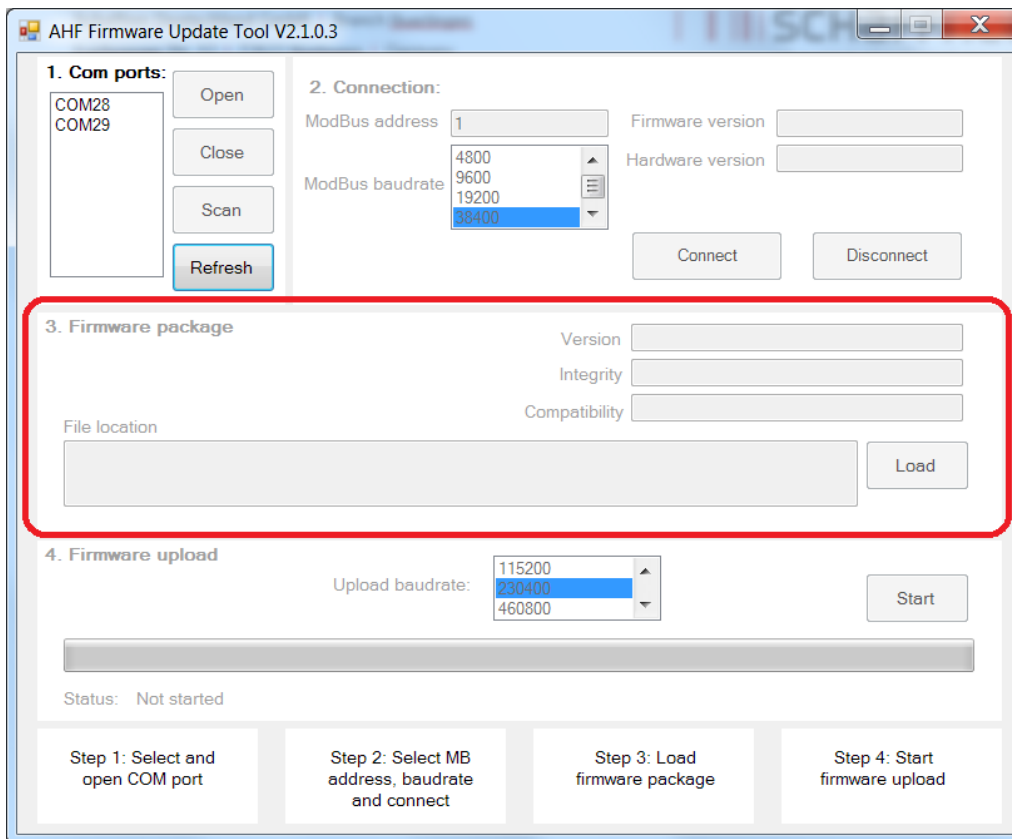 AHF Firmware Update Tool V2.1.0.3
1. Com ports:
COM28
COM29
Open
Close
Scan
Refresh
2. Connection:
ModBus address 1
ModBus baudrate
4800
9600
19200
38400
Firmware version
Hardware version
Connect
Disconnect
3. Firmware package
Version
Integrity
Compatibility
File location
Load
4. Firmware upload
Upload baudrate:
115200
230400
460800
Start
Status: Not started
Step 1: Select and
open COM port
Step 2: Select MB
address, baudrate
and connect
Step 3: Load
firmware package
Step 4: Start
firmware upload